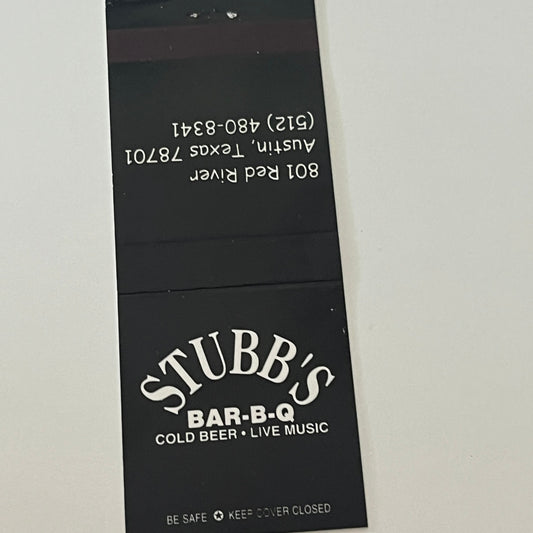 801 Red River
Austin, Texas 78701
(512) 480-8341
STUBB'S
BAR-B-Q
COLD BEER • LIVE MUSIC
BE SAFE ✪ KEEP COVER CLOSED